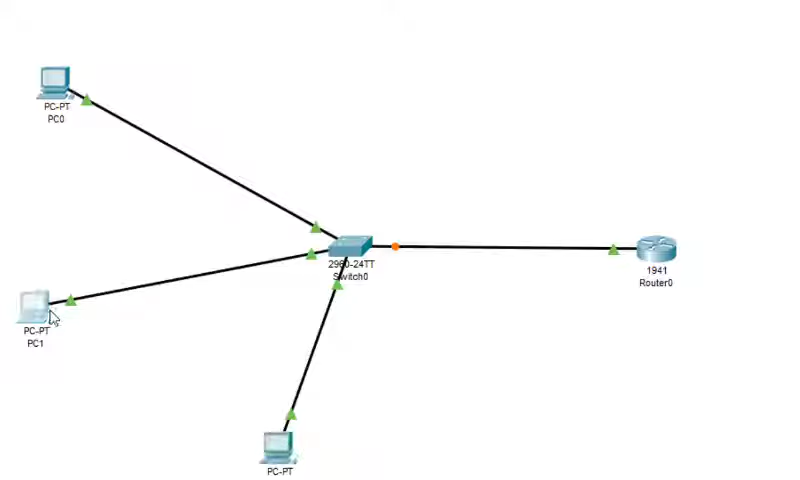 PC-PT
PC0
2960-24TT
Switch0
1941
Router0
PC-PT
PC1
PC-PT